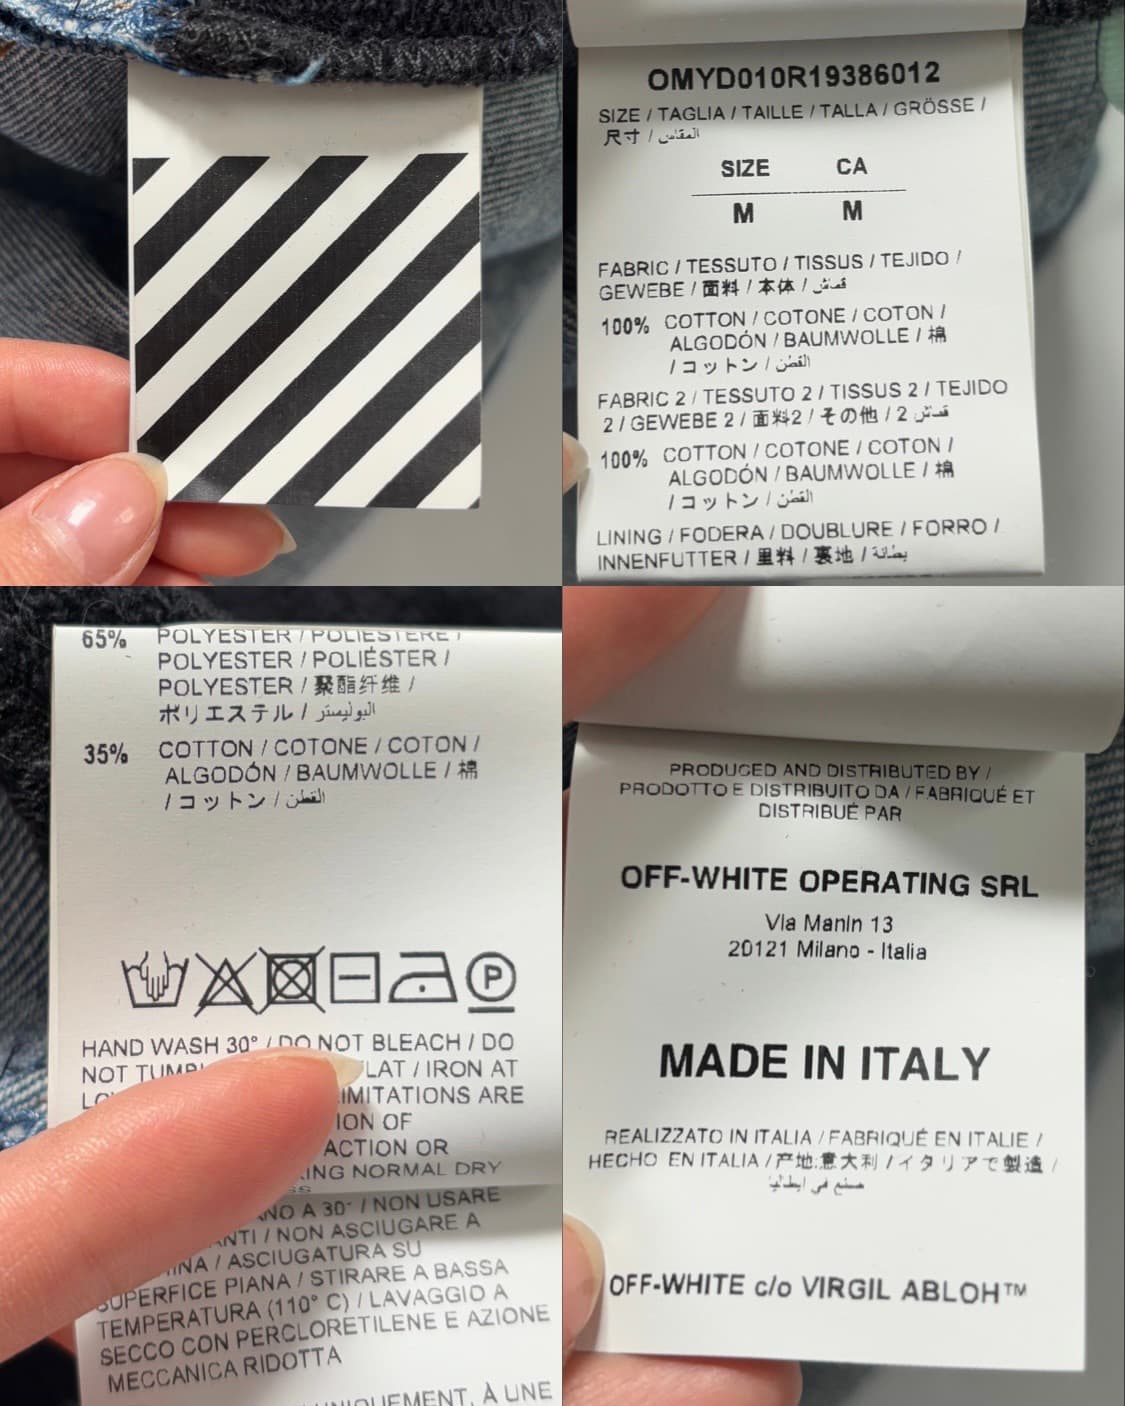 OMYD010R19386012
SIZE / TAGLIA / TAILLE / TALLA / GRÖSSE /
尺寸 / المقاس
SIZE CA
M M
FABRIC / TESSUTO / TISSUS / TEJIDO /
GEWEBE / 面料 / 本体 / قماش
100% COTTON / COTONE / COTON /
ALGODÓN / BAUMWOLLE / 棉
/ コットン / القطن
FABRIC 2 / TESSUTO 2 / TISSUS 2 / TEJIDO
2 / GEWEBE 2 / 面料2 / その他 / 2 قماش
100% COTTON / COTONE / COTON /
ALGODÓN / BAUMWOLLE / 棉
/ コットン / القطن
LINING / FODERA / DOUBLURE / FORRO /
INNENFUTTER / 里料 / 裏地 / بطانة
65% POLYESTER / POLIESTERE /
POLYESTER / POLIÉSTER /
POLYESTER / 聚酯纤维 /
ポリエステル / البوليستر
35% COTTON / COTONE / COTON /
ALGODÓN / BAUMWOLLE / 棉
/ コットン / القطن
P
HAND WASH 30° / DO NOT BLEACH / DO
NOT TUMBL LAT / IRON AT
IMITATIONS ARE
ION OF
ACTION OR
ING NORMAL DRY
SS
ANO A 30° / NON USARE
ANTI / NON ASCIUGARE A
INA / ASCIUGATURA SU
SUPERFICE PIANA / STIRARE A BASSA
TEMPERATURA (110° C) / LAVAGGIO A
SECCO CON PERCLORETILENE E AZIONE
MECCANICA RIDOTTA
UNIQUEMENT, À UNE
PRODUCED AND DISTRIBUTED BY /
PRODOTTO E DISTRIBUITO DA / FABRIQUÉ ET
DISTRIBUÉ PAR
OFF-WHITE OPERATING SRL
Via Manin 13
20121 Milano - Italia
MADE IN ITALY
REALIZZATO IN ITALIA / FABRIQUÉ EN ITALIE /
HECHO EN ITALIA / 产地:意大利 / イタリアで製造 /
صنع في ايطاليا
OFF-WHITE c/o VIRGIL ABLOH™